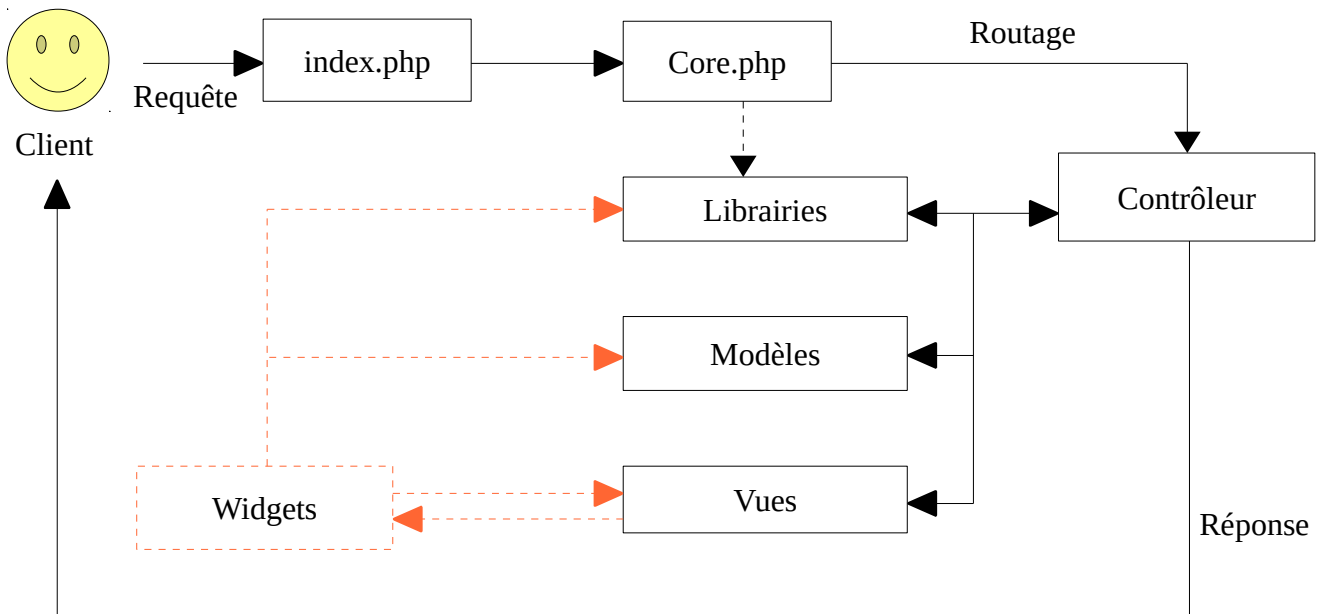 Routage
index.php
Core.php
Requête
Client
Contrôleur
Librairies
Modèles
Vues
Widgets
Réponse